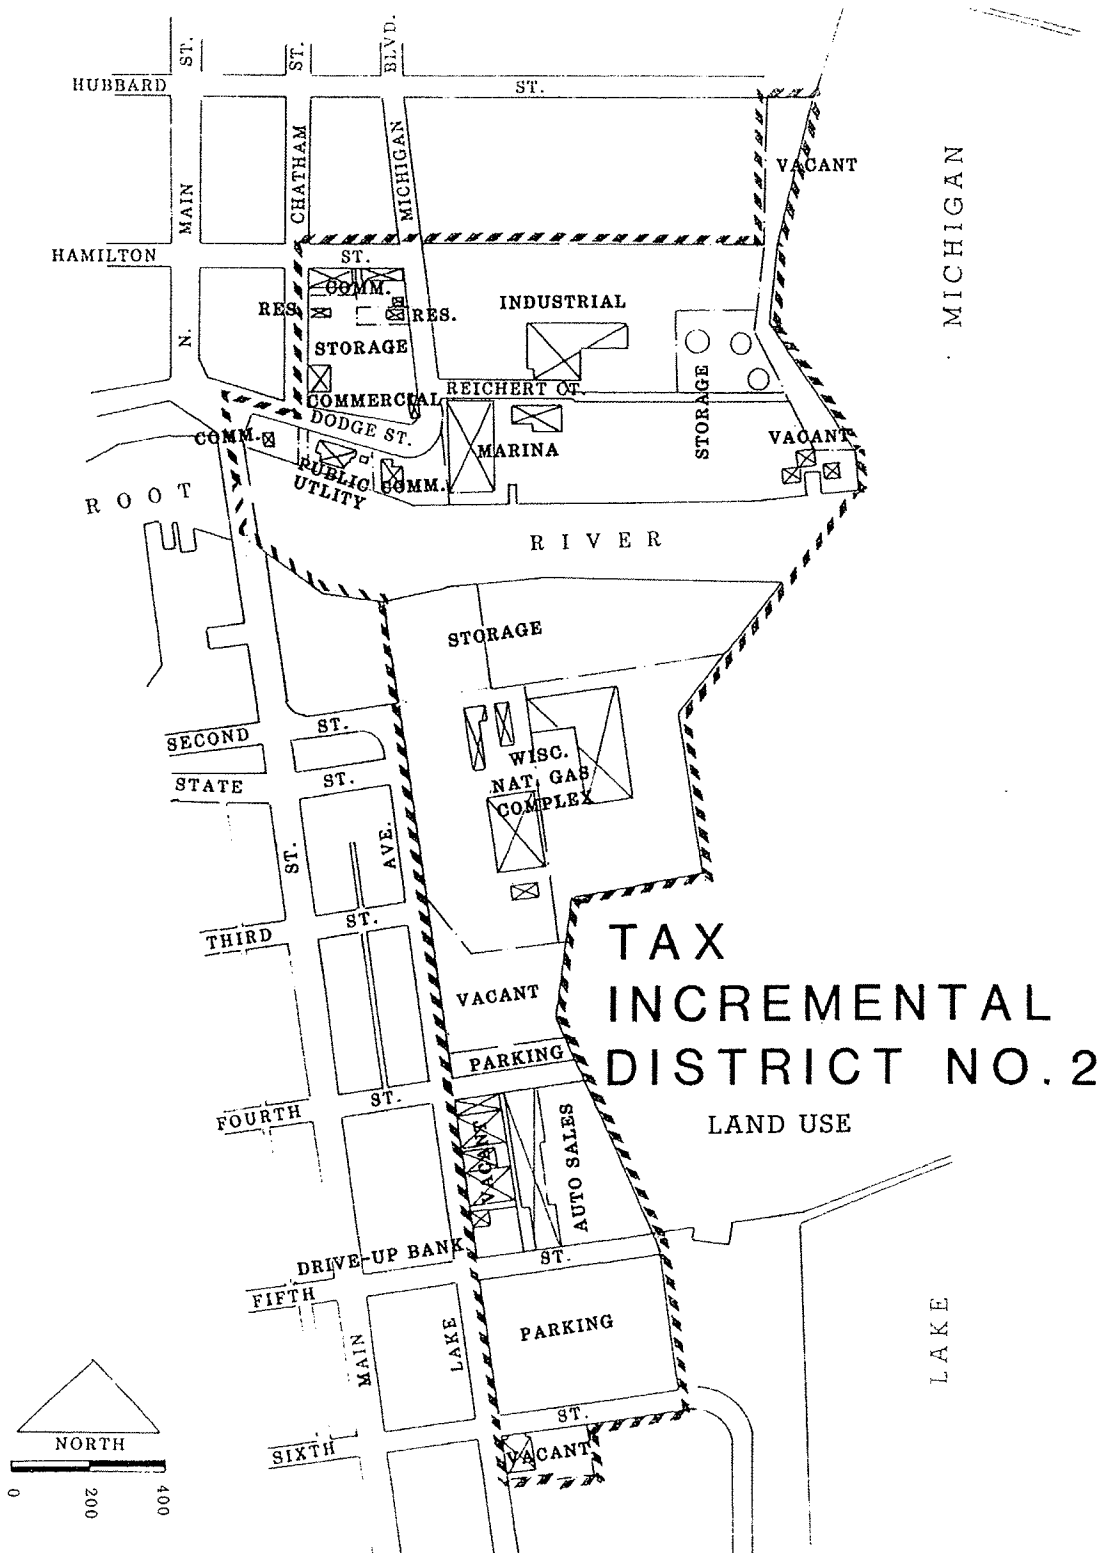 ST.
ST.
BLVD.
HUBBARD
ST.
MAIN
CHATHAM
MICHIGAN
VACANT
MICHIGAN
HAMILTON
ST.
COMM.
RES.
RES.
INDUSTRIAL
N.
STORAGE
STORAGE
COMMERCIAL
REICHERT CT.
DODGE ST.
COMM.
MARINA
VACANT
PUBLIC
UTLITY
COMM.
ROOT
RIVER
STORAGE
SECOND
ST.
WISC.
NAT. GAS
COMPLEX
STATE
ST.
ST.
AVE.
THIRD
ST.
TAX
INCREMENTAL
DISTRICT NO. 2
LAND USE
VACANT
PARKING
FOURTH
ST.
VACANT
AUTO SALES
DRIVE-UP BANK
ST.
FIFTH
PARKING
MAIN
LAKE
LAKE
ST.
SIXTH
VACANT
NORTH
0 200 400